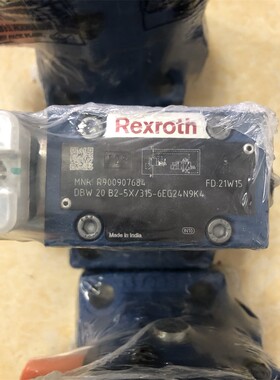 Rexroth
MNR: R900907684 FD:21W15
DBW 20 B2-5X/315-6EG24N9K4
Made in India